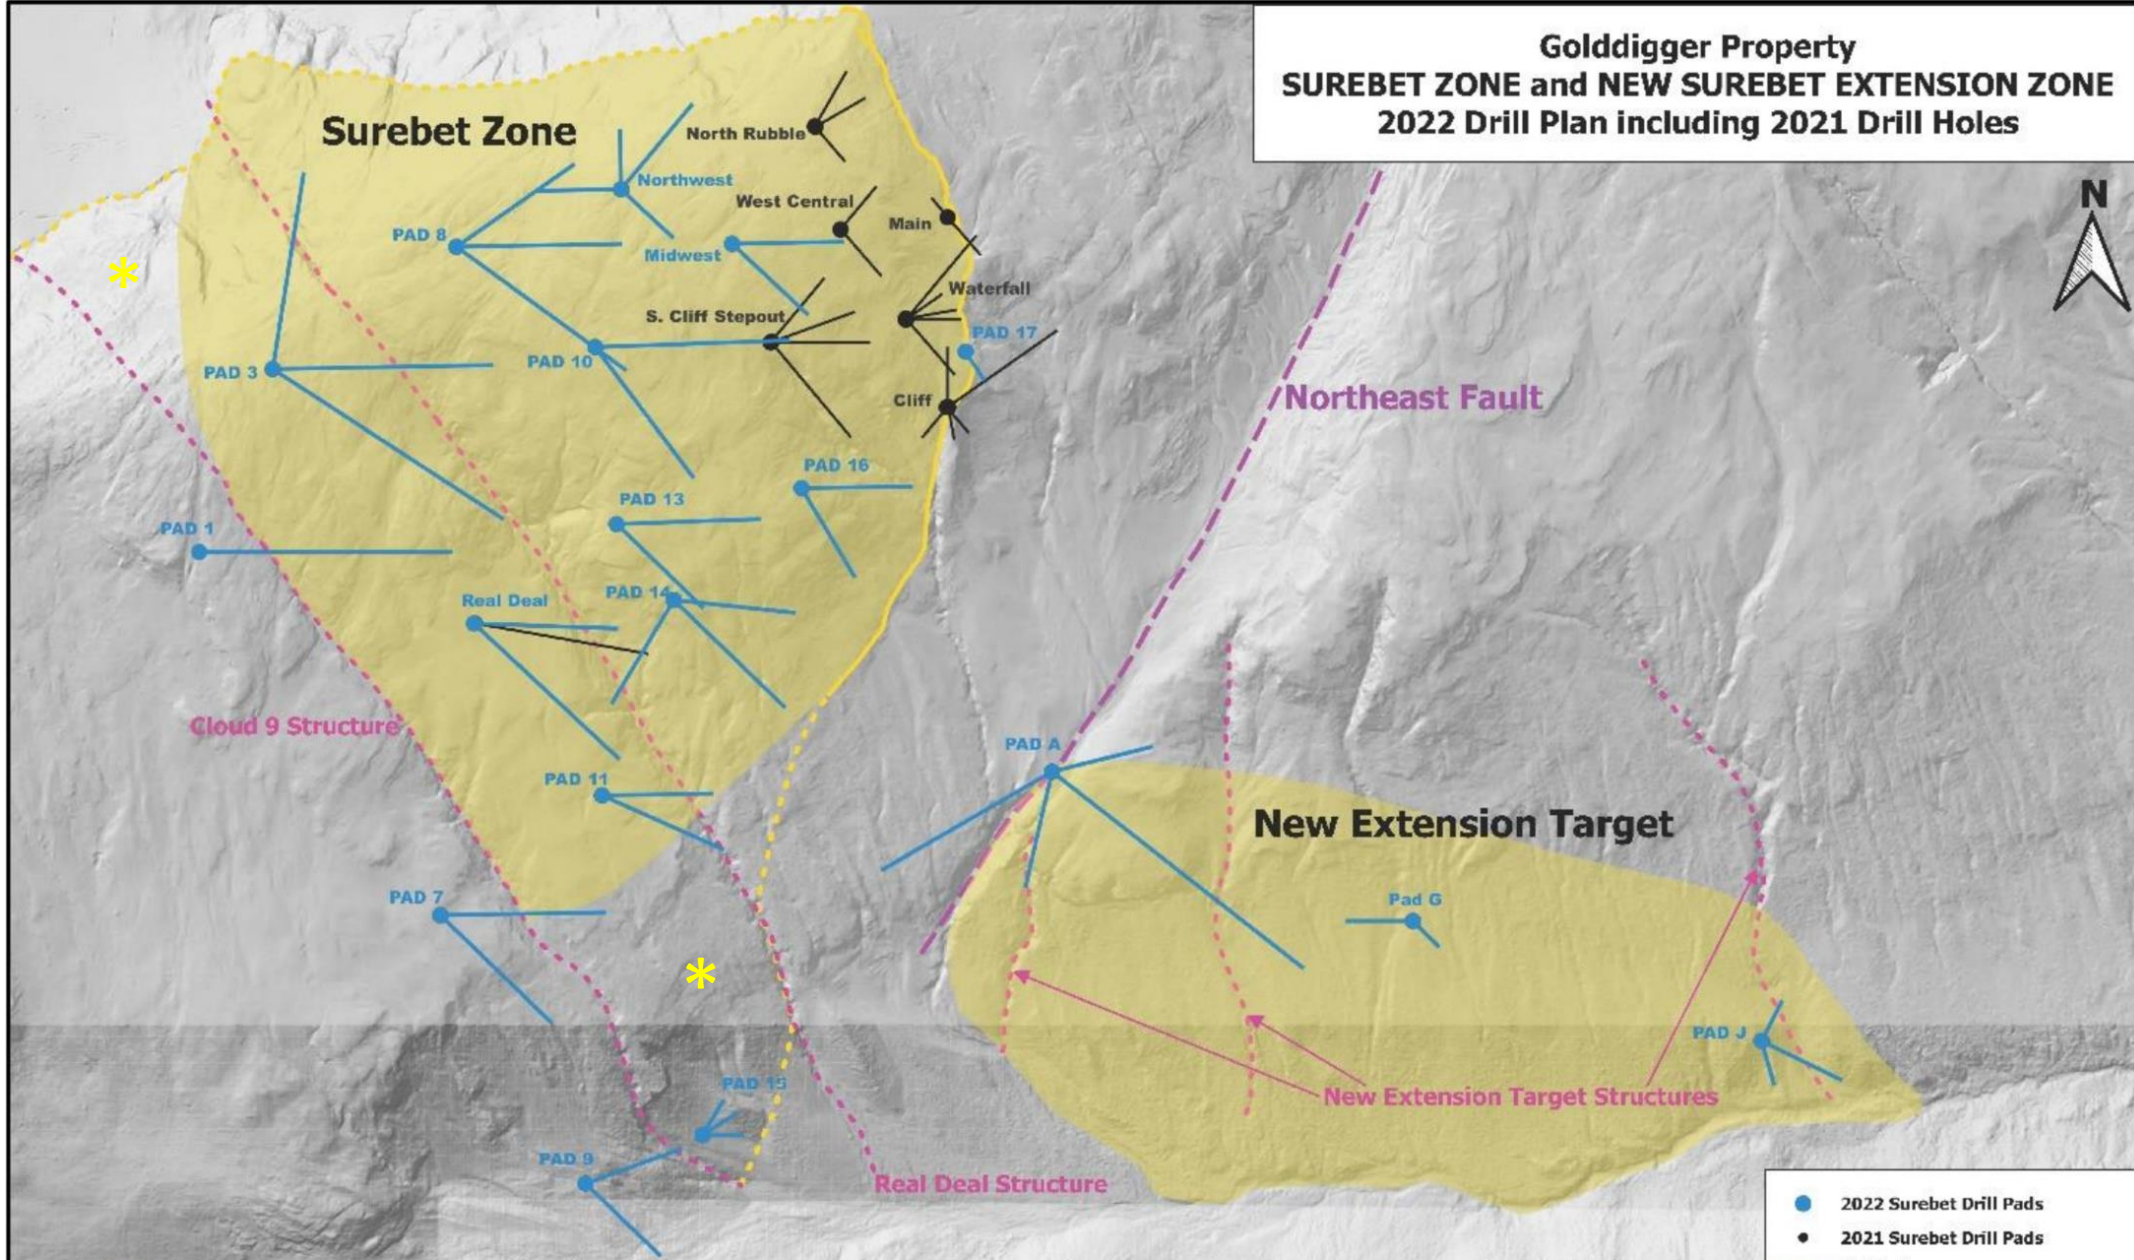 Golddigger Property
SUREBET ZONE and NEW SUREBET EXTENSION ZONE
2022 Drill Plan including 2021 Drill Holes
N
Surebet Zone
North Rubble
Northwest
West Central
Main
PAD 8
Midwest
Waterfall
S. Cliff Stepout
PAD 17
PAD 10
PAD 3
Cliff
Northeast Fault
PAD 16
PAD 13
PAD 1
PAD 14
Real Deal
Cloud 9 Structure
PAD A
PAD 11
New Extension Target
PAD 7
Pad G
PAD J
PAD 15
New Extension Target Structures
PAD 9
Real Deal Structure
2022 Surebet Drill Pads
2021 Surebet Drill Pads